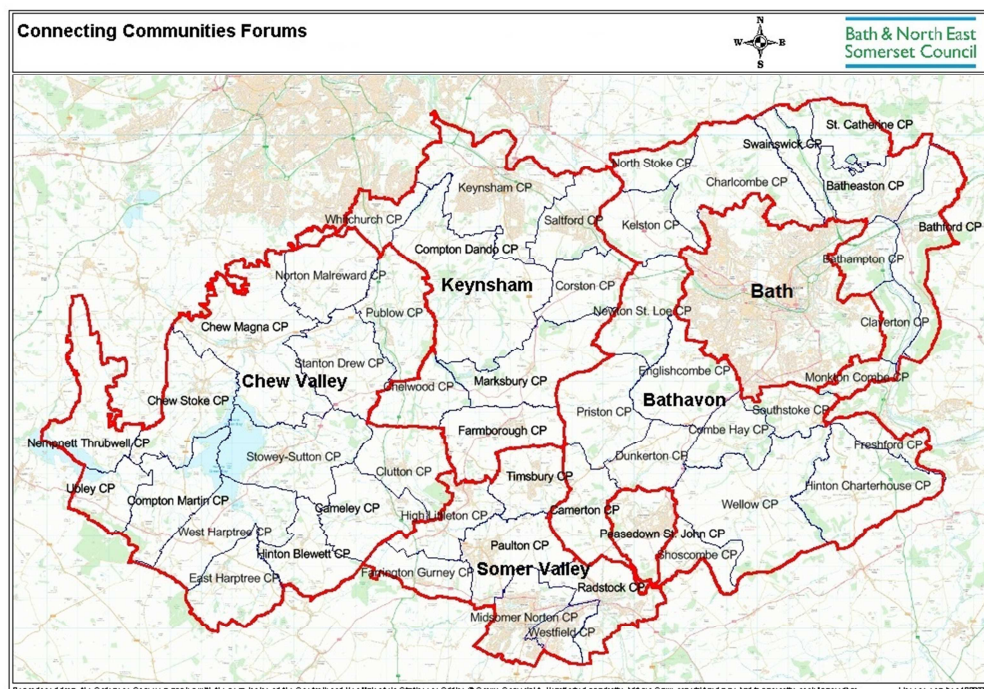 Connecting Communities Forums
N
W E
S
Bath & North East
Somerset Council
St. Catherine CP
Swainswick CP
North Stoke CP
Charlcombe CP
Batheaston CP
Keynsham CP
Whitchurch CP
Saltford CP
Kelston CP
Bathford CP
Compton Dando CP
Bathampton CP
Norton Malreward CP
Keynsham
Corston CP
Bath
Publow CP
Newton St. Loe CP
Chew Magna CP
Claverton CP
Stanton Drew CP
Englishcombe CP
Monkton Combe CP
Chew Valley
Chelwood CP
Marksbury CP
Chew Stoke CP
Bathavon
Priston CP
Southstoke CP
Farmborough CP
Combe Hay CP
Nempnett Thrubwell CP
Freshford CP
Stowey-Sutton CP
Dunkerton CP
Clutton CP
Timsbury CP
Ubley CP
Hinton Charterhouse CP
Compton Martin CP
Cameley CP
High Littleton CP
Camerton CP
Wellow CP
West Harptree CP
Peasedown St. John CP
Paulton CP
Hinton Blewett CP
Shoscombe CP
Farrington Gurney CP
Somer Valley
East Harptree CP
Radstock CP
Midsomer Norton CP
Westfield CP